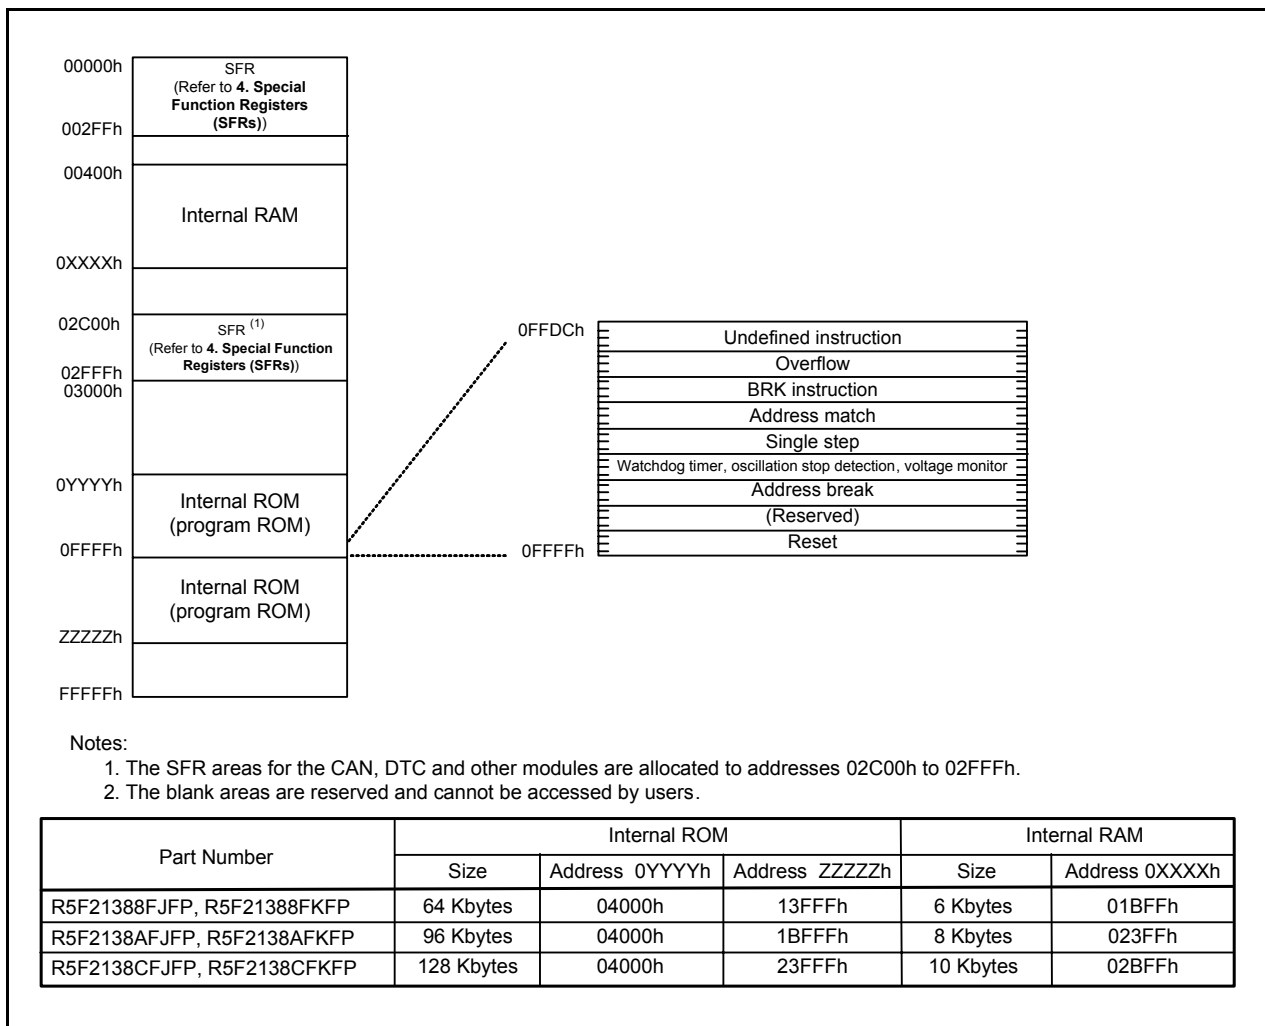 00000h
SFR
(Refer to 4. Special
Function Registers
(SFRs))
002FFh
00400h
Internal RAM
0XXXXh
02C00h
SFR (1)
(Refer to 4. Special Function
Registers (SFRs))
02FFFh
03000h
0YYYYh
Internal ROM
(program ROM)
0FFFFh
Internal ROM
(program ROM)
ZZZZZh
FFFFFh
0FFDCh
Undefined instruction
Overflow
BRK instruction
Address match
Single step
Watchdog timer, oscillation stop detection, voltage monitor
Address break
(Reserved)
Reset
0FFFFh
Notes:
1. The SFR areas for the CAN, DTC and other modules are allocated to addresses 02C00h to 02FFFh.
2. The blank areas are reserved and cannot be accessed by users.
Part Number Internal ROM Internal RAM
Size Address 0YYYYh Address ZZZZZh Size Address 0XXXXh
R5F21388FJFP, R5F21388FKFP 64 Kbytes 04000h 13FFFh 6 Kbytes 01BFFh
R5F2138AFJFP, R5F2138AFKFP 96 Kbytes 04000h 1BFFFh 8 Kbytes 023FFh
R5F2138CFJFP, R5F2138CFKFP 128 Kbytes 04000h 23FFFh 10 Kbytes 02BFFh